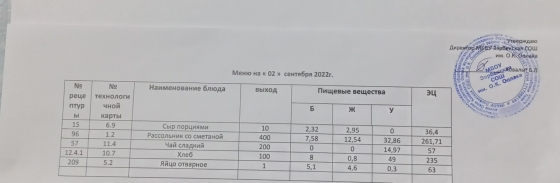 Утверждаю
Директор МБОУ
СОШ
им. О.К.
Меню на « 02 » сентября 2022г.
№ рецептуры | № технологичной карты | Наименование блюда | выход | Пищевые вещества | ЭЦ
Б | Ж | У
15 | 6.9 | Сыр порциями | 10 | 2,32 | 2,95 | 0 | 36,4
96 | 1.2 | Рассольник со сметаной | 400 | 7,58 | 12,54 | 32,86 | 261,71
57 | 11.4 | Чай сладкий | 200 | 0 | 0 | 14,97 | 57
12.4.1 | 10.7 | Хлеб | 100 | 8 | 0,8 | 49 | 235
209 | 5.2 | Яйцо отварное | 1 | 5,1 | 4,6 | 0,3 | 63